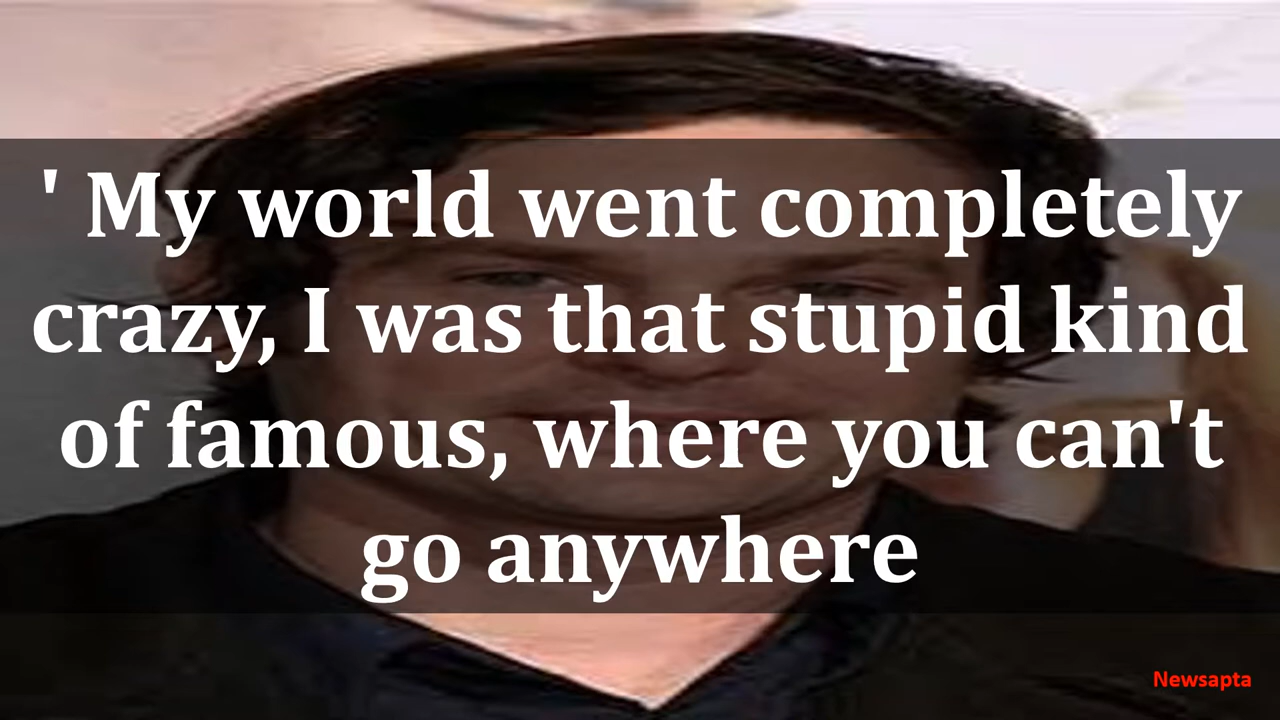 ' My world went completely
crazy, I was that stupid kind
of famous, where you can't
go anywhere
Newsapta